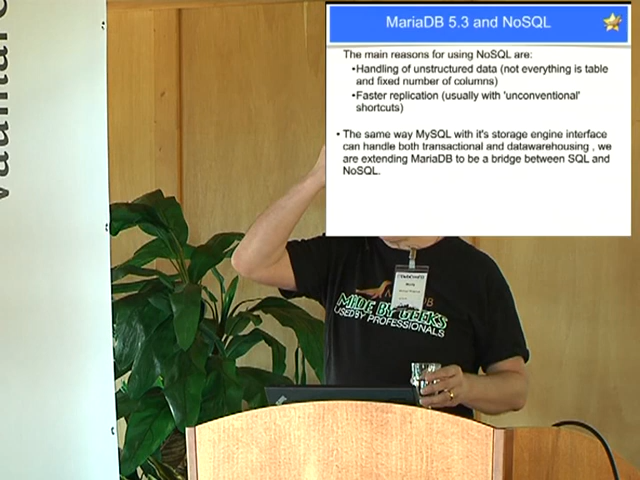 MariaDB 5.3 and NoSQL
The main reasons for using NoSQL are:
•Handling of unstructured data (not everything is table
and fixed number of columns)
•Faster replication (usually with 'unconventional'
shortcuts)
• The same way MySQL with it's storage engine interface
can handle both transactional and datawarehousing , we
are extending MariaDB to be a bridge between SQL and
NoSQL.
DB
MADE BY GEEKS
USED BY PROFESSIONALS